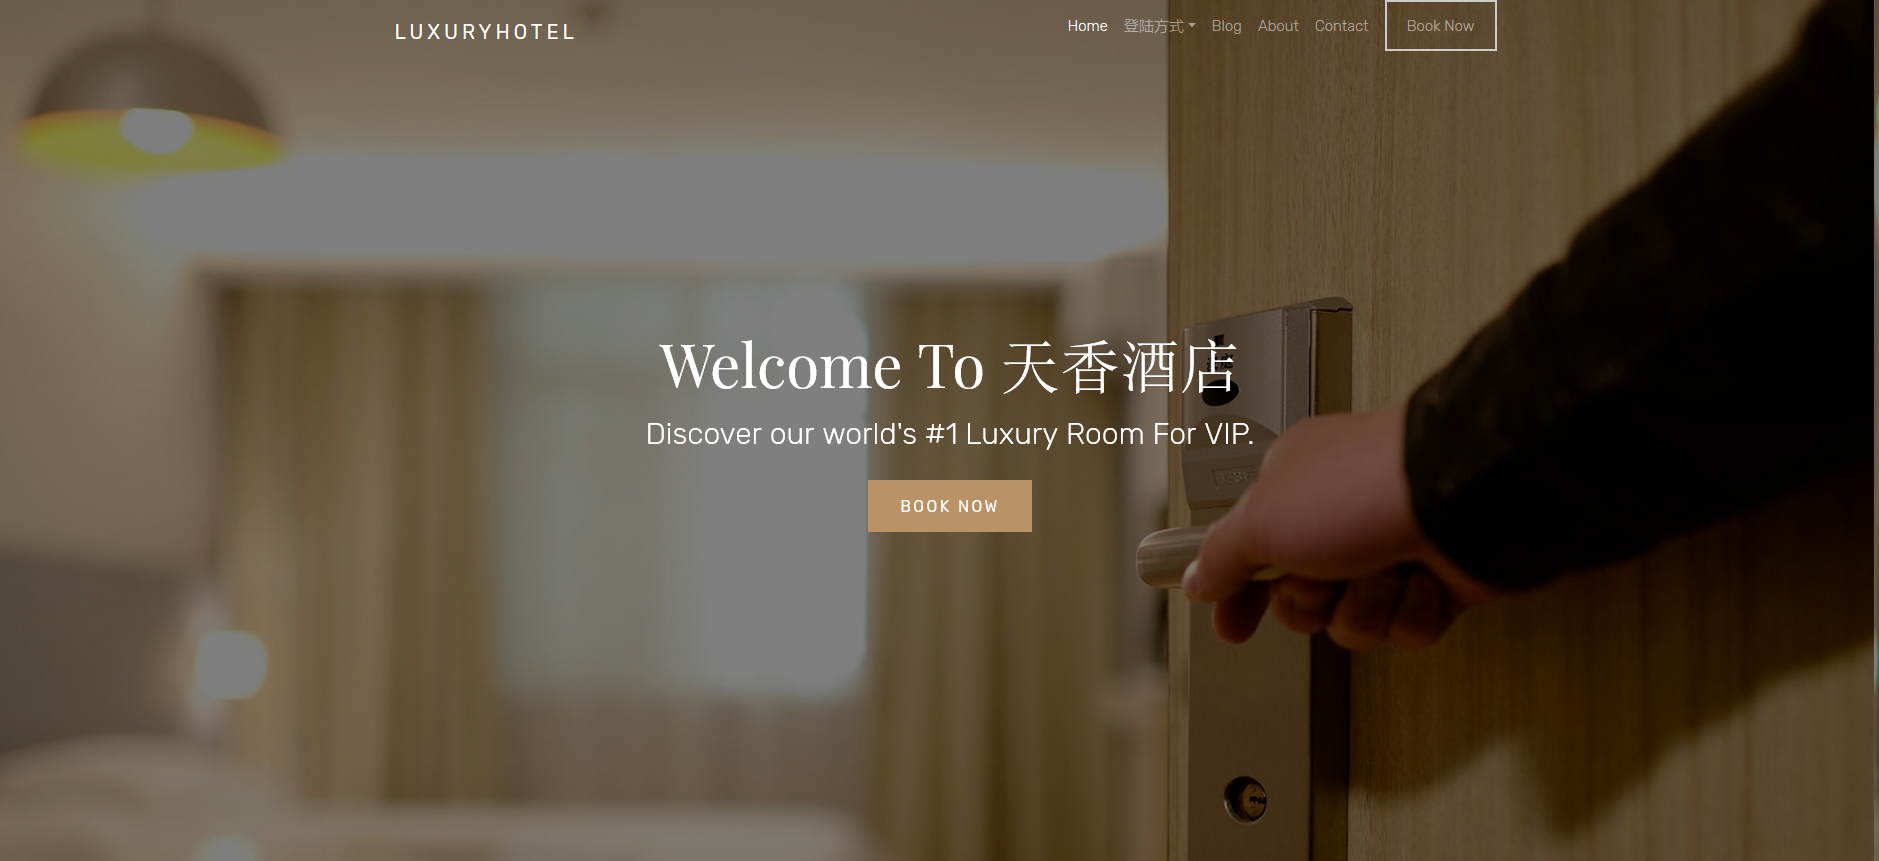 LUXURYHOTEL
Home 登陆方式 Blog About Contact Book Now
Welcome To 天香酒店
Discover our world's #1 Luxury Room For VIP.
BOOK NOW